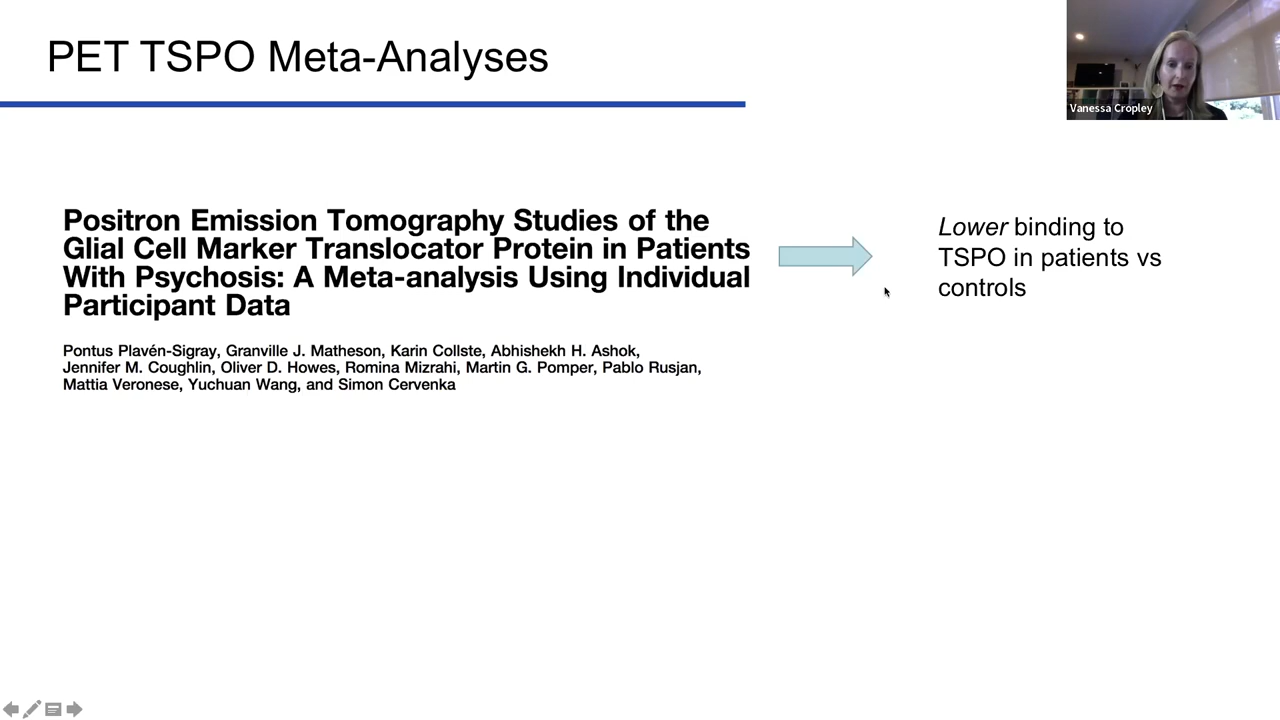 PET TSPO Meta-Analyses
Vanessa Cropley
Positron Emission Tomography Studies of the
Glial Cell Marker Translocator Protein in Patients
With Psychosis: A Meta-analysis Using Individual
Participant Data
Pontus Plavén-Sigray, Granville J. Matheson, Karin Collste, Abhishekh H. Ashok,
Jennifer M. Coughlin, Oliver D. Howes, Romina Mizrahi, Martin G. Pomper, Pablo Rusjan,
Mattia Veronese, Yuchuan Wang, and Simon Cervenka
Lower binding to
TSPO in patients vs
controls